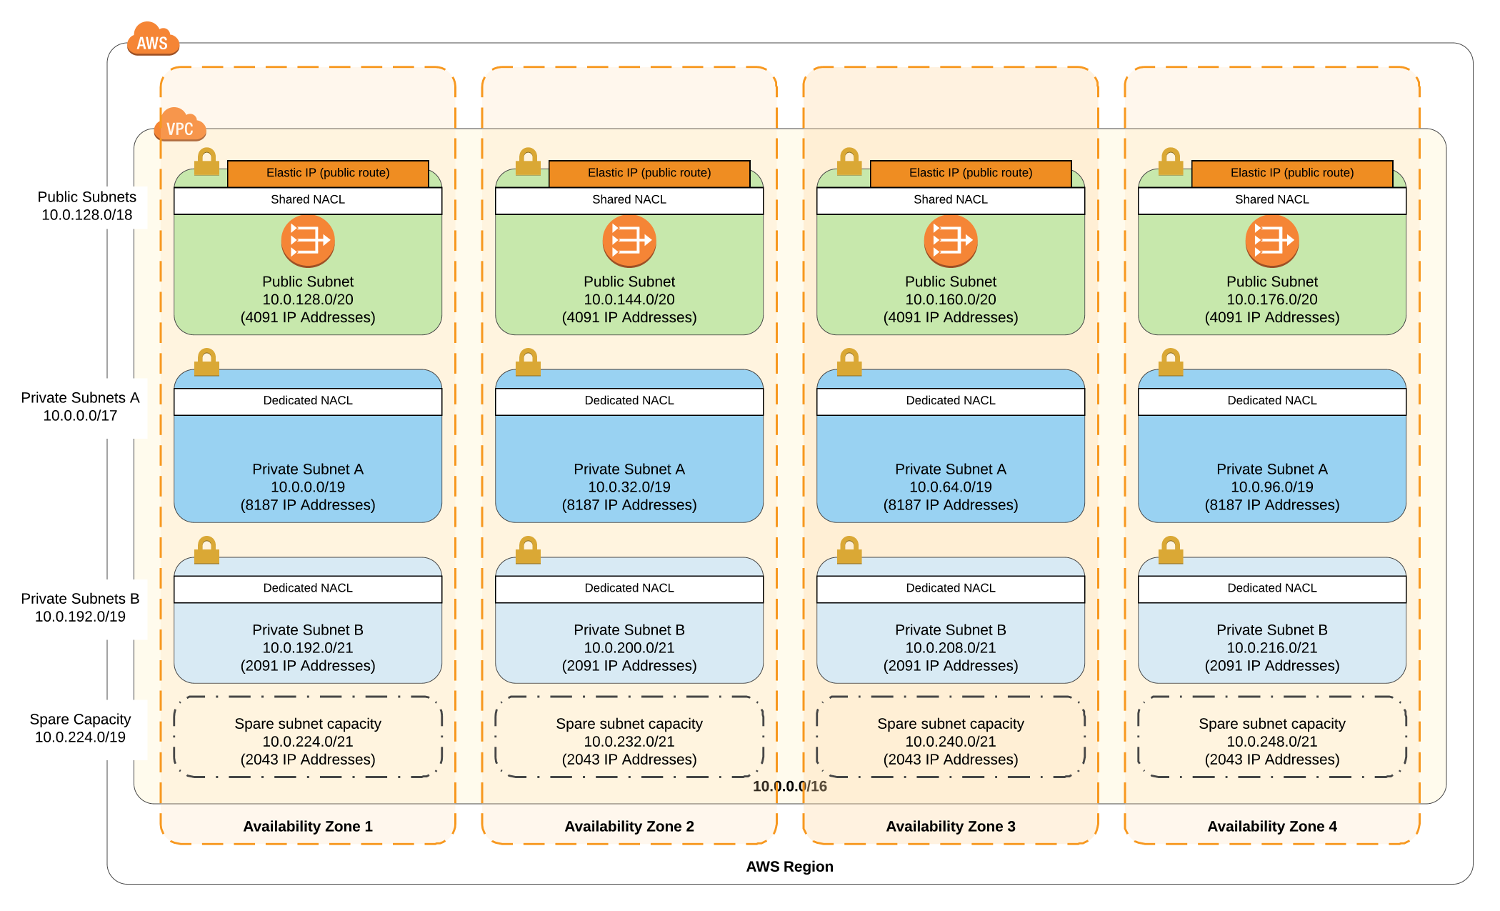 AWS
VPC
Public Subnets
10.0.128.0/18
Elastic IP (public route)
Shared NACL
Public Subnet
10.0.128.0/20
(4091 IP Addresses)
Elastic IP (public route)
Shared NACL
Public Subnet
10.0.144.0/20
(4091 IP Addresses)
Elastic IP (public route)
Shared NACL
Public Subnet
10.0.160.0/20
(4091 IP Addresses)
Elastic IP (public route)
Shared NACL
Public Subnet
10.0.176.0/20
(4091 IP Addresses)
Private Subnets A
10.0.0.0/17
Dedicated NACL
Private Subnet A
10.0.0.0/19
(8187 IP Addresses)
Dedicated NACL
Private Subnet A
10.0.32.0/19
(8187 IP Addresses)
Dedicated NACL
Private Subnet A
10.0.64.0/19
(8187 IP Addresses)
Dedicated NACL
Private Subnet A
10.0.96.0/19
(8187 IP Addresses)
Private Subnets B
10.0.192.0/19
Dedicated NACL
Private Subnet B
10.0.192.0/21
(2091 IP Addresses)
Dedicated NACL
Private Subnet B
10.0.200.0/21
(2091 IP Addresses)
Dedicated NACL
Private Subnet B
10.0.208.0/21
(2091 IP Addresses)
Dedicated NACL
Private Subnet B
10.0.216.0/21
(2091 IP Addresses)
Spare Capacity
10.0.224.0/19
Spare subnet capacity
10.0.224.0/21
(2043 IP Addresses)
Spare subnet capacity
10.0.232.0/21
(2043 IP Addresses)
Spare subnet capacity
10.0.240.0/21
(2043 IP Addresses)
Spare subnet capacity
10.0.248.0/21
(2043 IP Addresses)
10.0.0.0/16
Availability Zone 1
Availability Zone 2
Availability Zone 3
Availability Zone 4
AWS Region